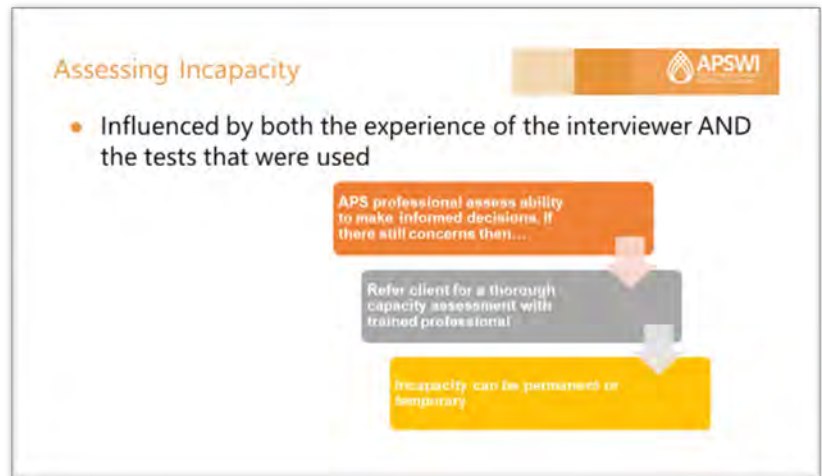 Assessing Incapacity
APSWI
● Influenced by both the experience of the interviewer AND
the tests that were used
APS professional assess ability
to make informed decisions. If
there still concerns then…
Refer client for a thorough
capacity assessment with
trained professional
Incapacity can be permanent or
temporary